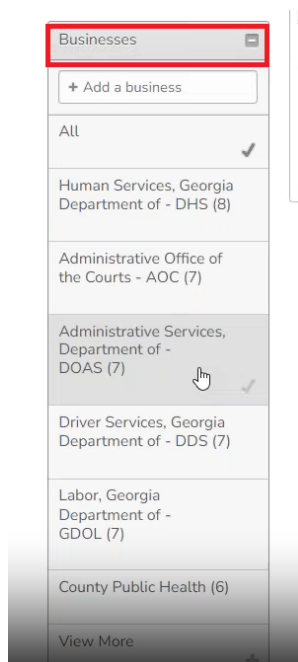 Businesses
+ Add a business
All
Human Services, Georgia
Department of - DHS (8)
Administrative Office of
the Courts - AOC (7)
Administrative Services,
Department of -
DOAS (7)
Driver Services, Georgia
Department of - DDS (7)
Labor, Georgia
Department of -
GDOL (7)
County Public Health (6)
View More